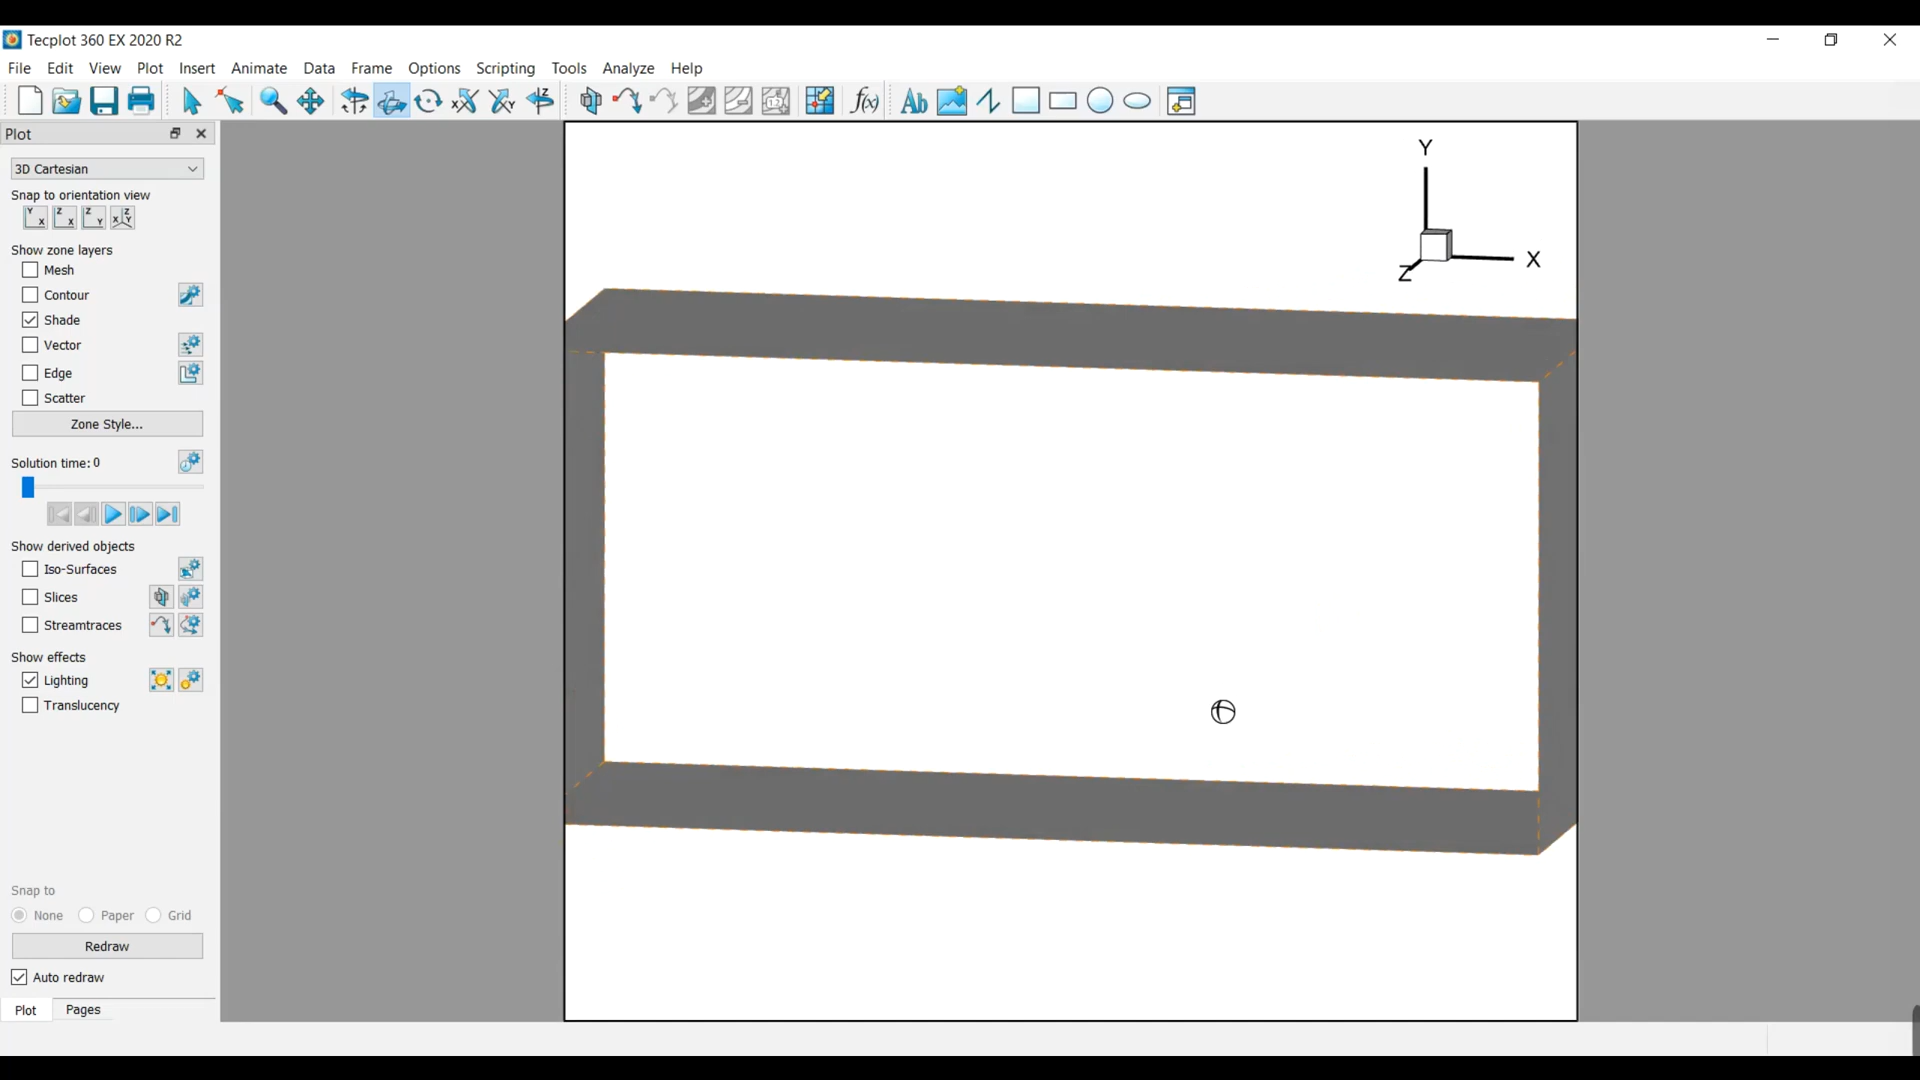 Tecplot 360 EX 2020 R2
File Edit View Plot Insert Animate Data Frame Options Scripting Tools Analyze Help
Plot
3D Cartesian
Snap to orientation view
Show zone layers
Mesh
Contour
Shade
Vector
Edge
Scatter
Zone Style...
Solution time: 0
Show derived objects
Iso-Surfaces
Slices
Streamtraces
Show effects
Lighting
Translucency
Snap to
None Paper Grid
Redraw
Auto redraw
Plot Pages
Y
X
Z